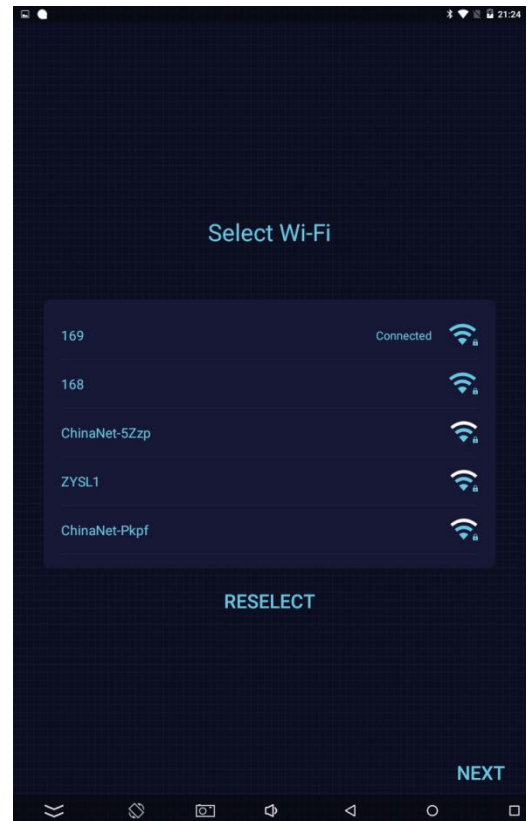 21:24
Select Wi-Fi
169 Connected
168
ChinaNet-5Zzp
ZYSL1
ChinaNet-Pkpf
RESELECT
NEXT